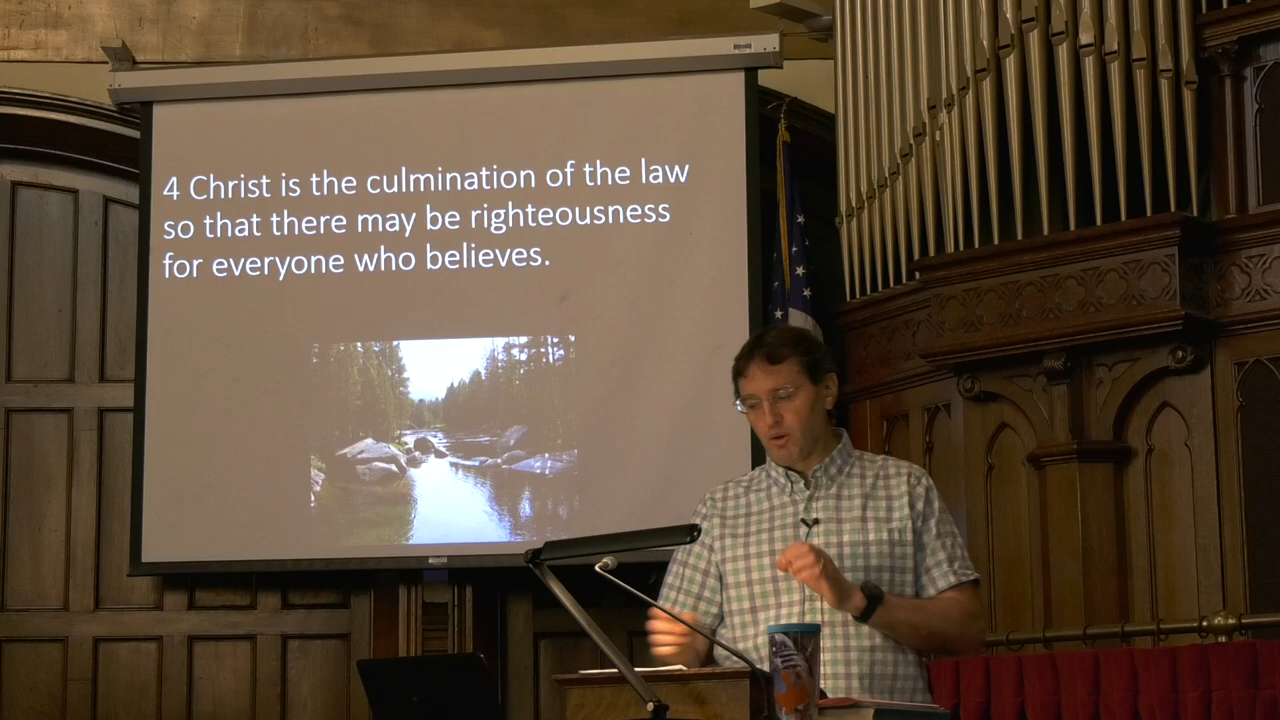 4 Christ is the culmination of the law
so that there may be righteousness
for everyone who believes.